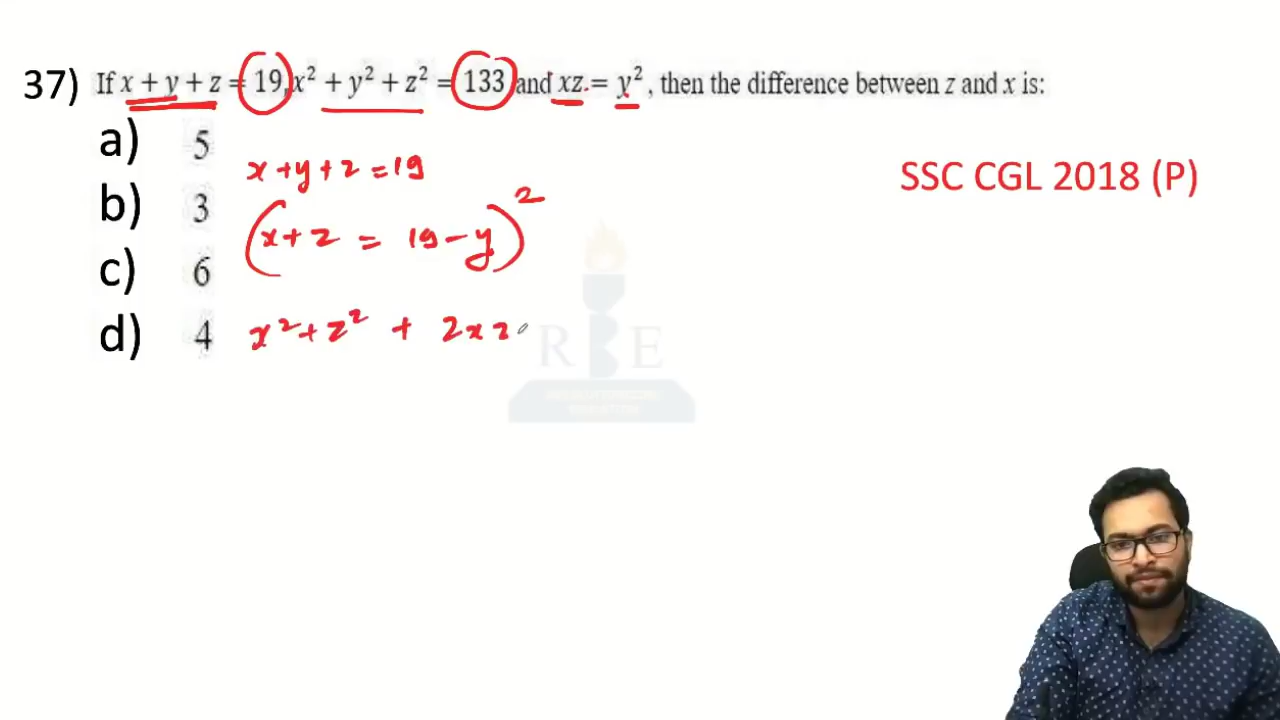 37) If x + y + z = 19, x² + y² + z² = 133 and xz = y², then the difference between z and x is:
a) 5
b) 3
c) 6
d) 4
SSC CGL 2018 (P)
x + y + z = 19
(x + z = 19 - y)²
x² + z² + 2xz
R E